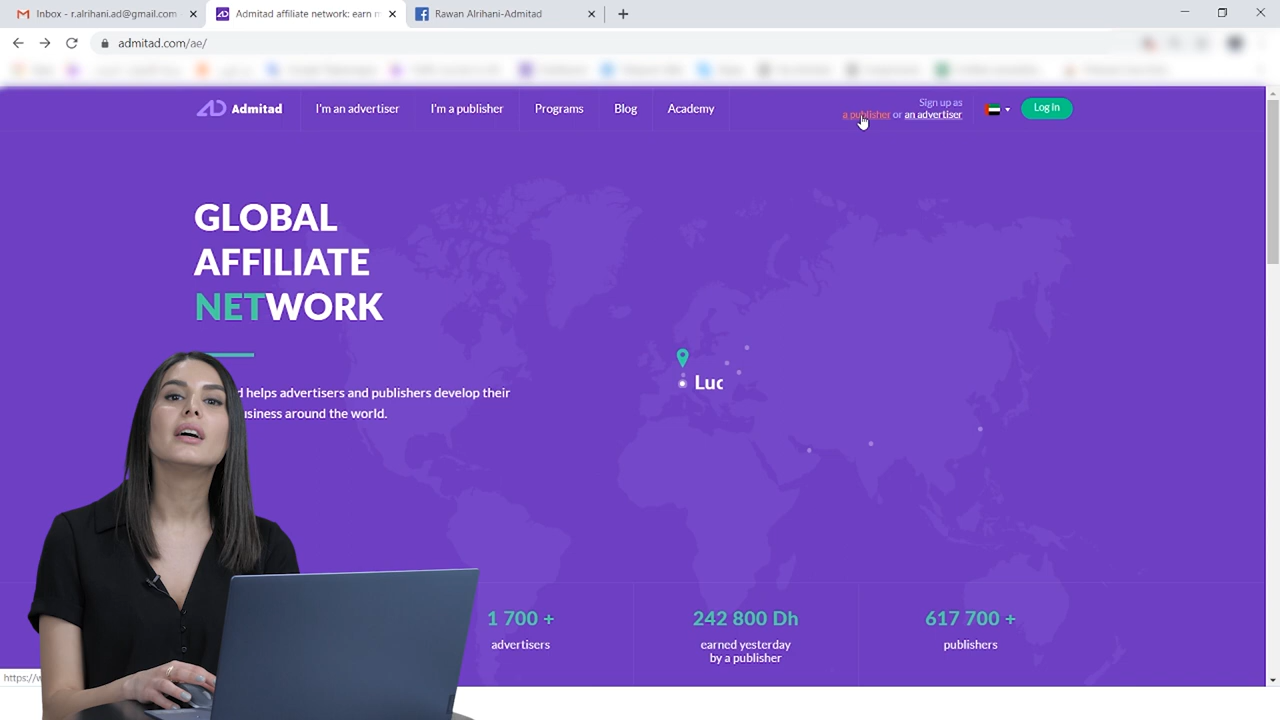 Inbox - r.alrihani.ad@gmail.com
Admitad affiliate network: earn m
Rawan Alrihani-Admitad
admitad.com/ae/
Admitad
I'm an advertiser
I'm a publisher
Programs
Blog
Academy
Sign up as
a publisher or an advertiser
Log In
GLOBAL
AFFILIATE
NETWORK
d helps advertisers and publishers develop their
usiness around the world.
Luc
1 700 +
advertisers
242 800 Dh
earned yesterday
by a publisher
617 700 +
publishers
https://w